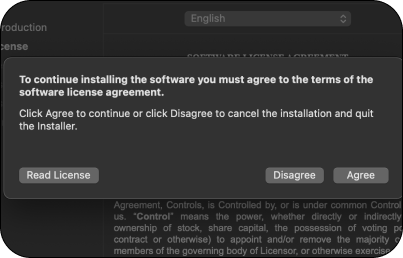 English
roduction
cense
SOFTWARE LICENSE AGREEMENT
To continue installing the software you must agree to the terms of the
software license agreement.
Click Agree to continue or click Disagree to cancel the installation and quit
the Installer.
Read License
Disagree
Agree
Agreement, Controls, is Controlled by, or is under common Control
us. “Control” means the power, whether directly or indirectly
ownership of stock, share capital, the possession of voting po
contract or otherwise) to appoint and/or remove the majority o
members of the governing body of Licensor, or otherwise exercise